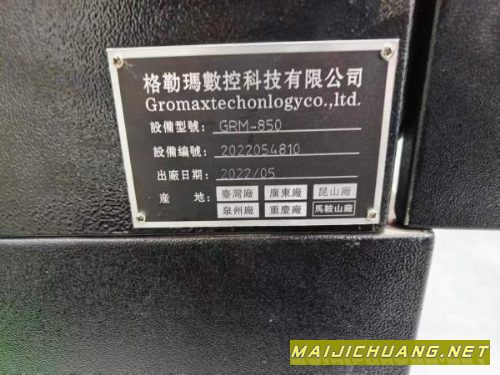 格勒瑪數控科技有限公司
Gromaxtechonlogyco.,ltd.
設備型號: GRM-850
設備編號: 2022054810
出廠日期: 2022/05
産 地: 臺灣廠 廣東廠 昆山廠
泉州廠 重慶廠 馬鞍山廠
MAIJICHUANG.NET